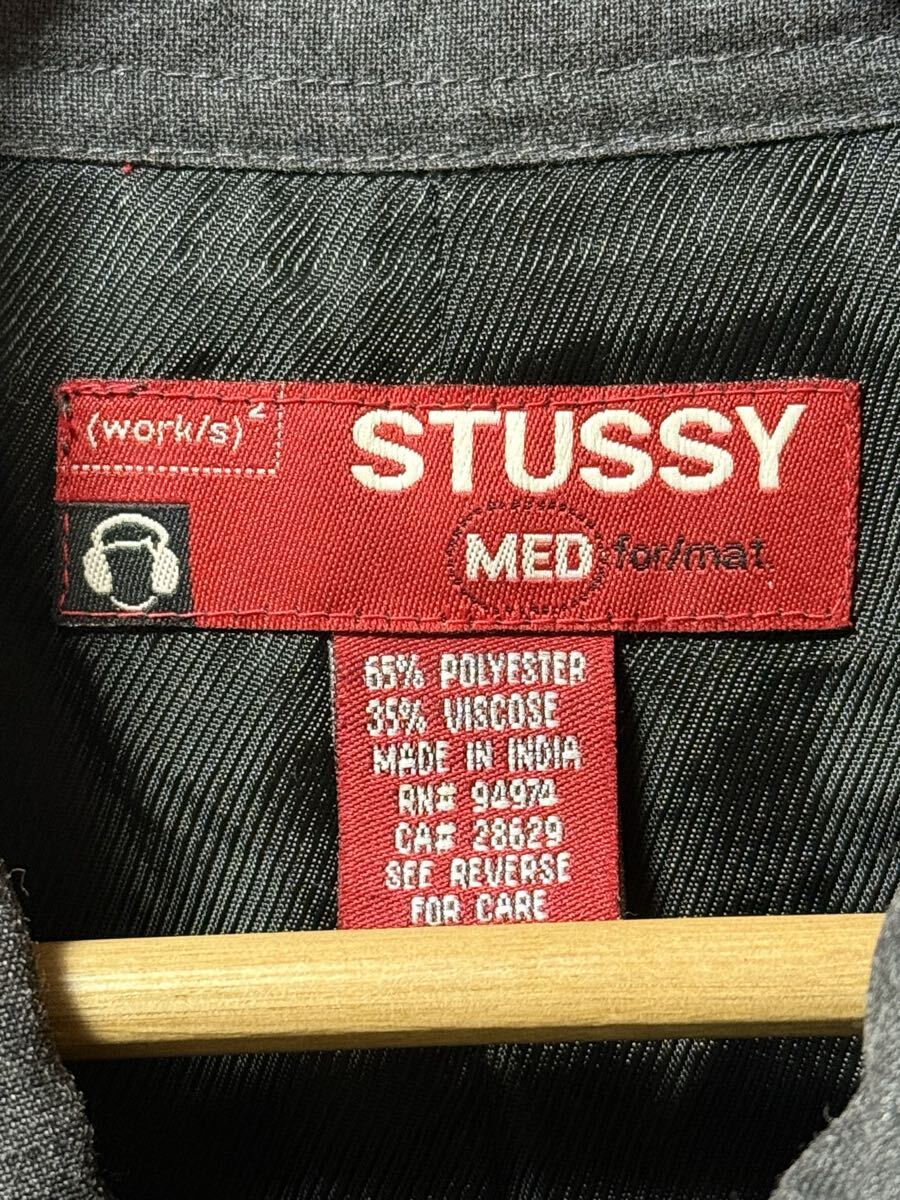 (work/s)²
STUSSY
MED for/mat
65% POLYESTER
35% VISCOSE
MADE IN INDIA
RN# 94974
CA# 28629
SEE REVERSE
FOR CARE